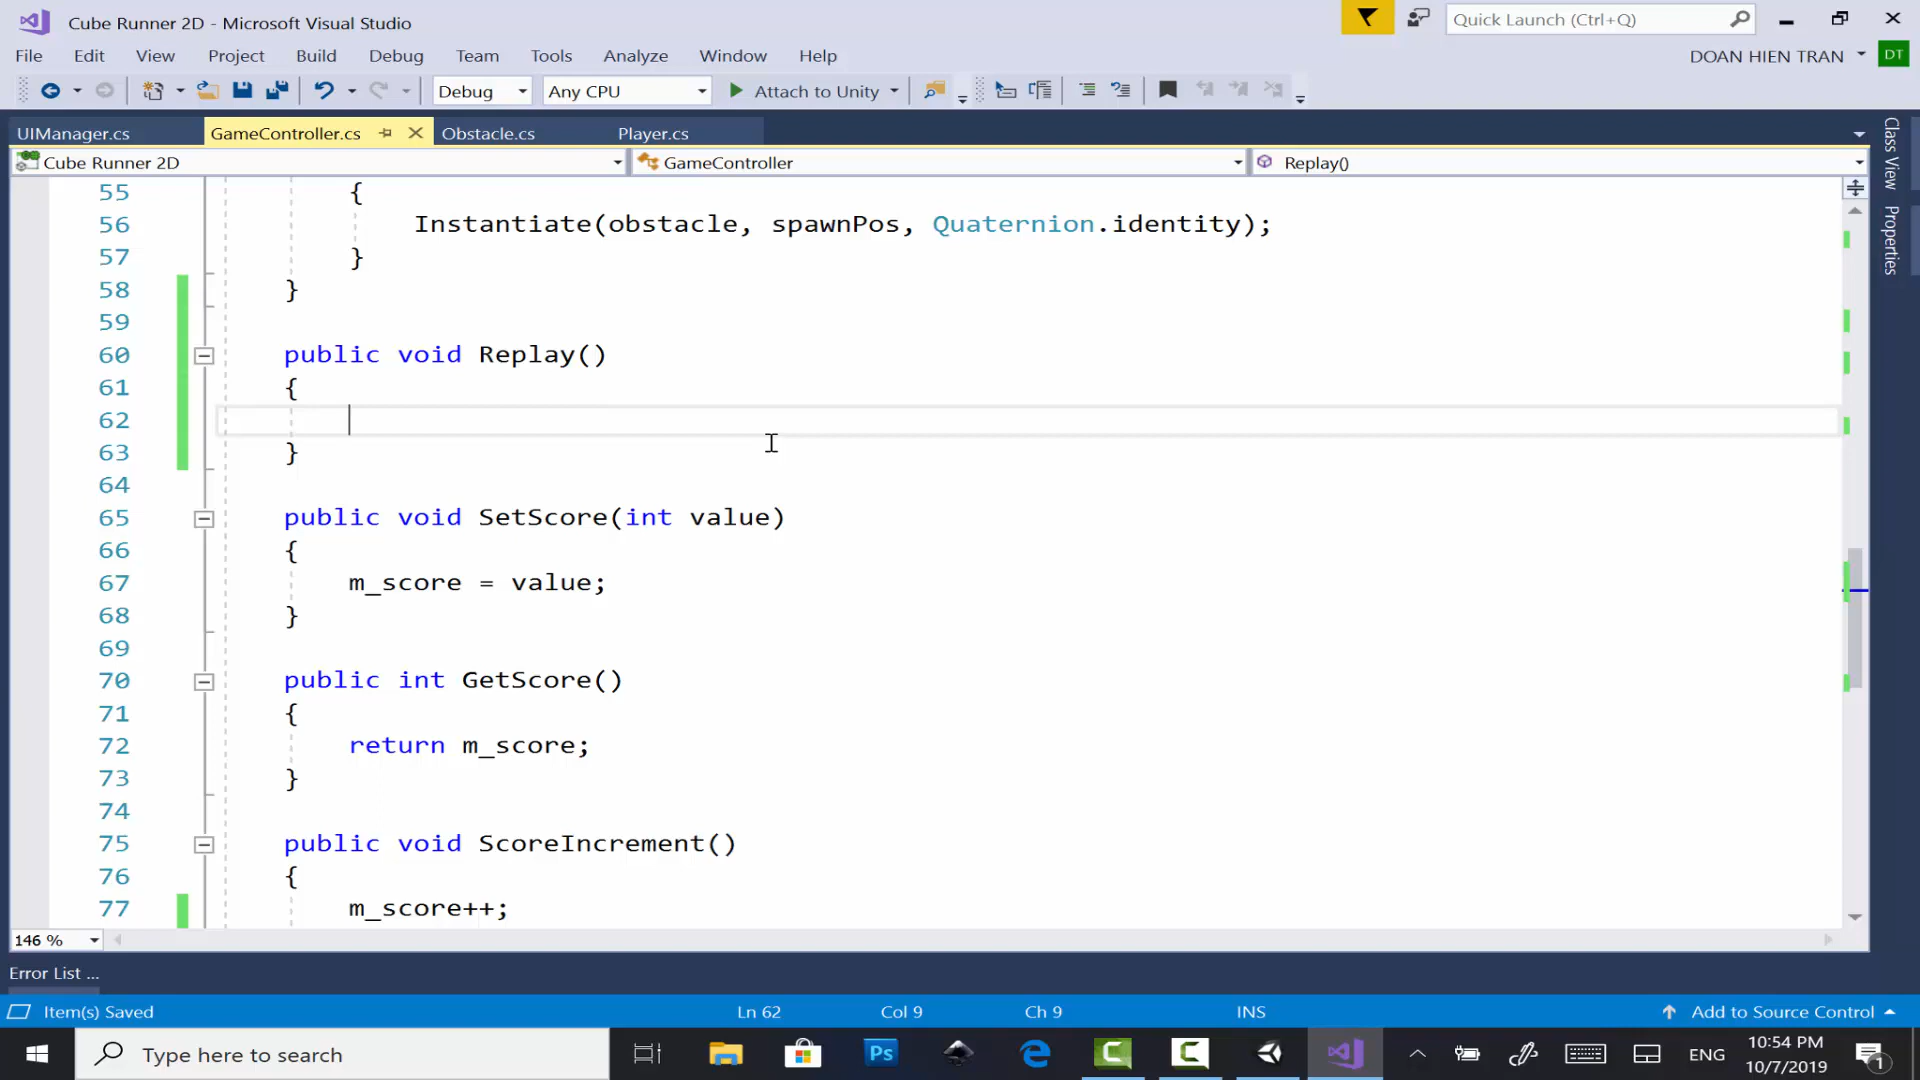 Cube Runner 2D - Microsoft Visual Studio
Quick Launch (Ctrl+Q)
File Edit View Project Build Debug Team Tools Analyze Window Help
DOAN HIEN TRAN
DT
Debug
Any CPU
Attach to Unity
UIManager.cs
GameController.cs
Obstacle.cs
Player.cs
Class View
Properties
Cube Runner 2D
GameController
Replay()
55 {
56 Instantiate(obstacle, spawnPos, Quaternion.identity);
57 }
58 }
59
60 public void Replay()
61 {
62
63 }
64
65 public void SetScore(int value)
66 {
67 m_score = value;
68 }
69
70 public int GetScore()
71 {
72 return m_score;
73 }
74
75 public void ScoreIncrement()
76 {
77 m_score++;
146 %
Error List ...
Item(s) Saved
Ln 62
Col 9
Ch 9
INS
Add to Source Control
Type here to search
Ps
ENG
10:54 PM
10/7/2019
1